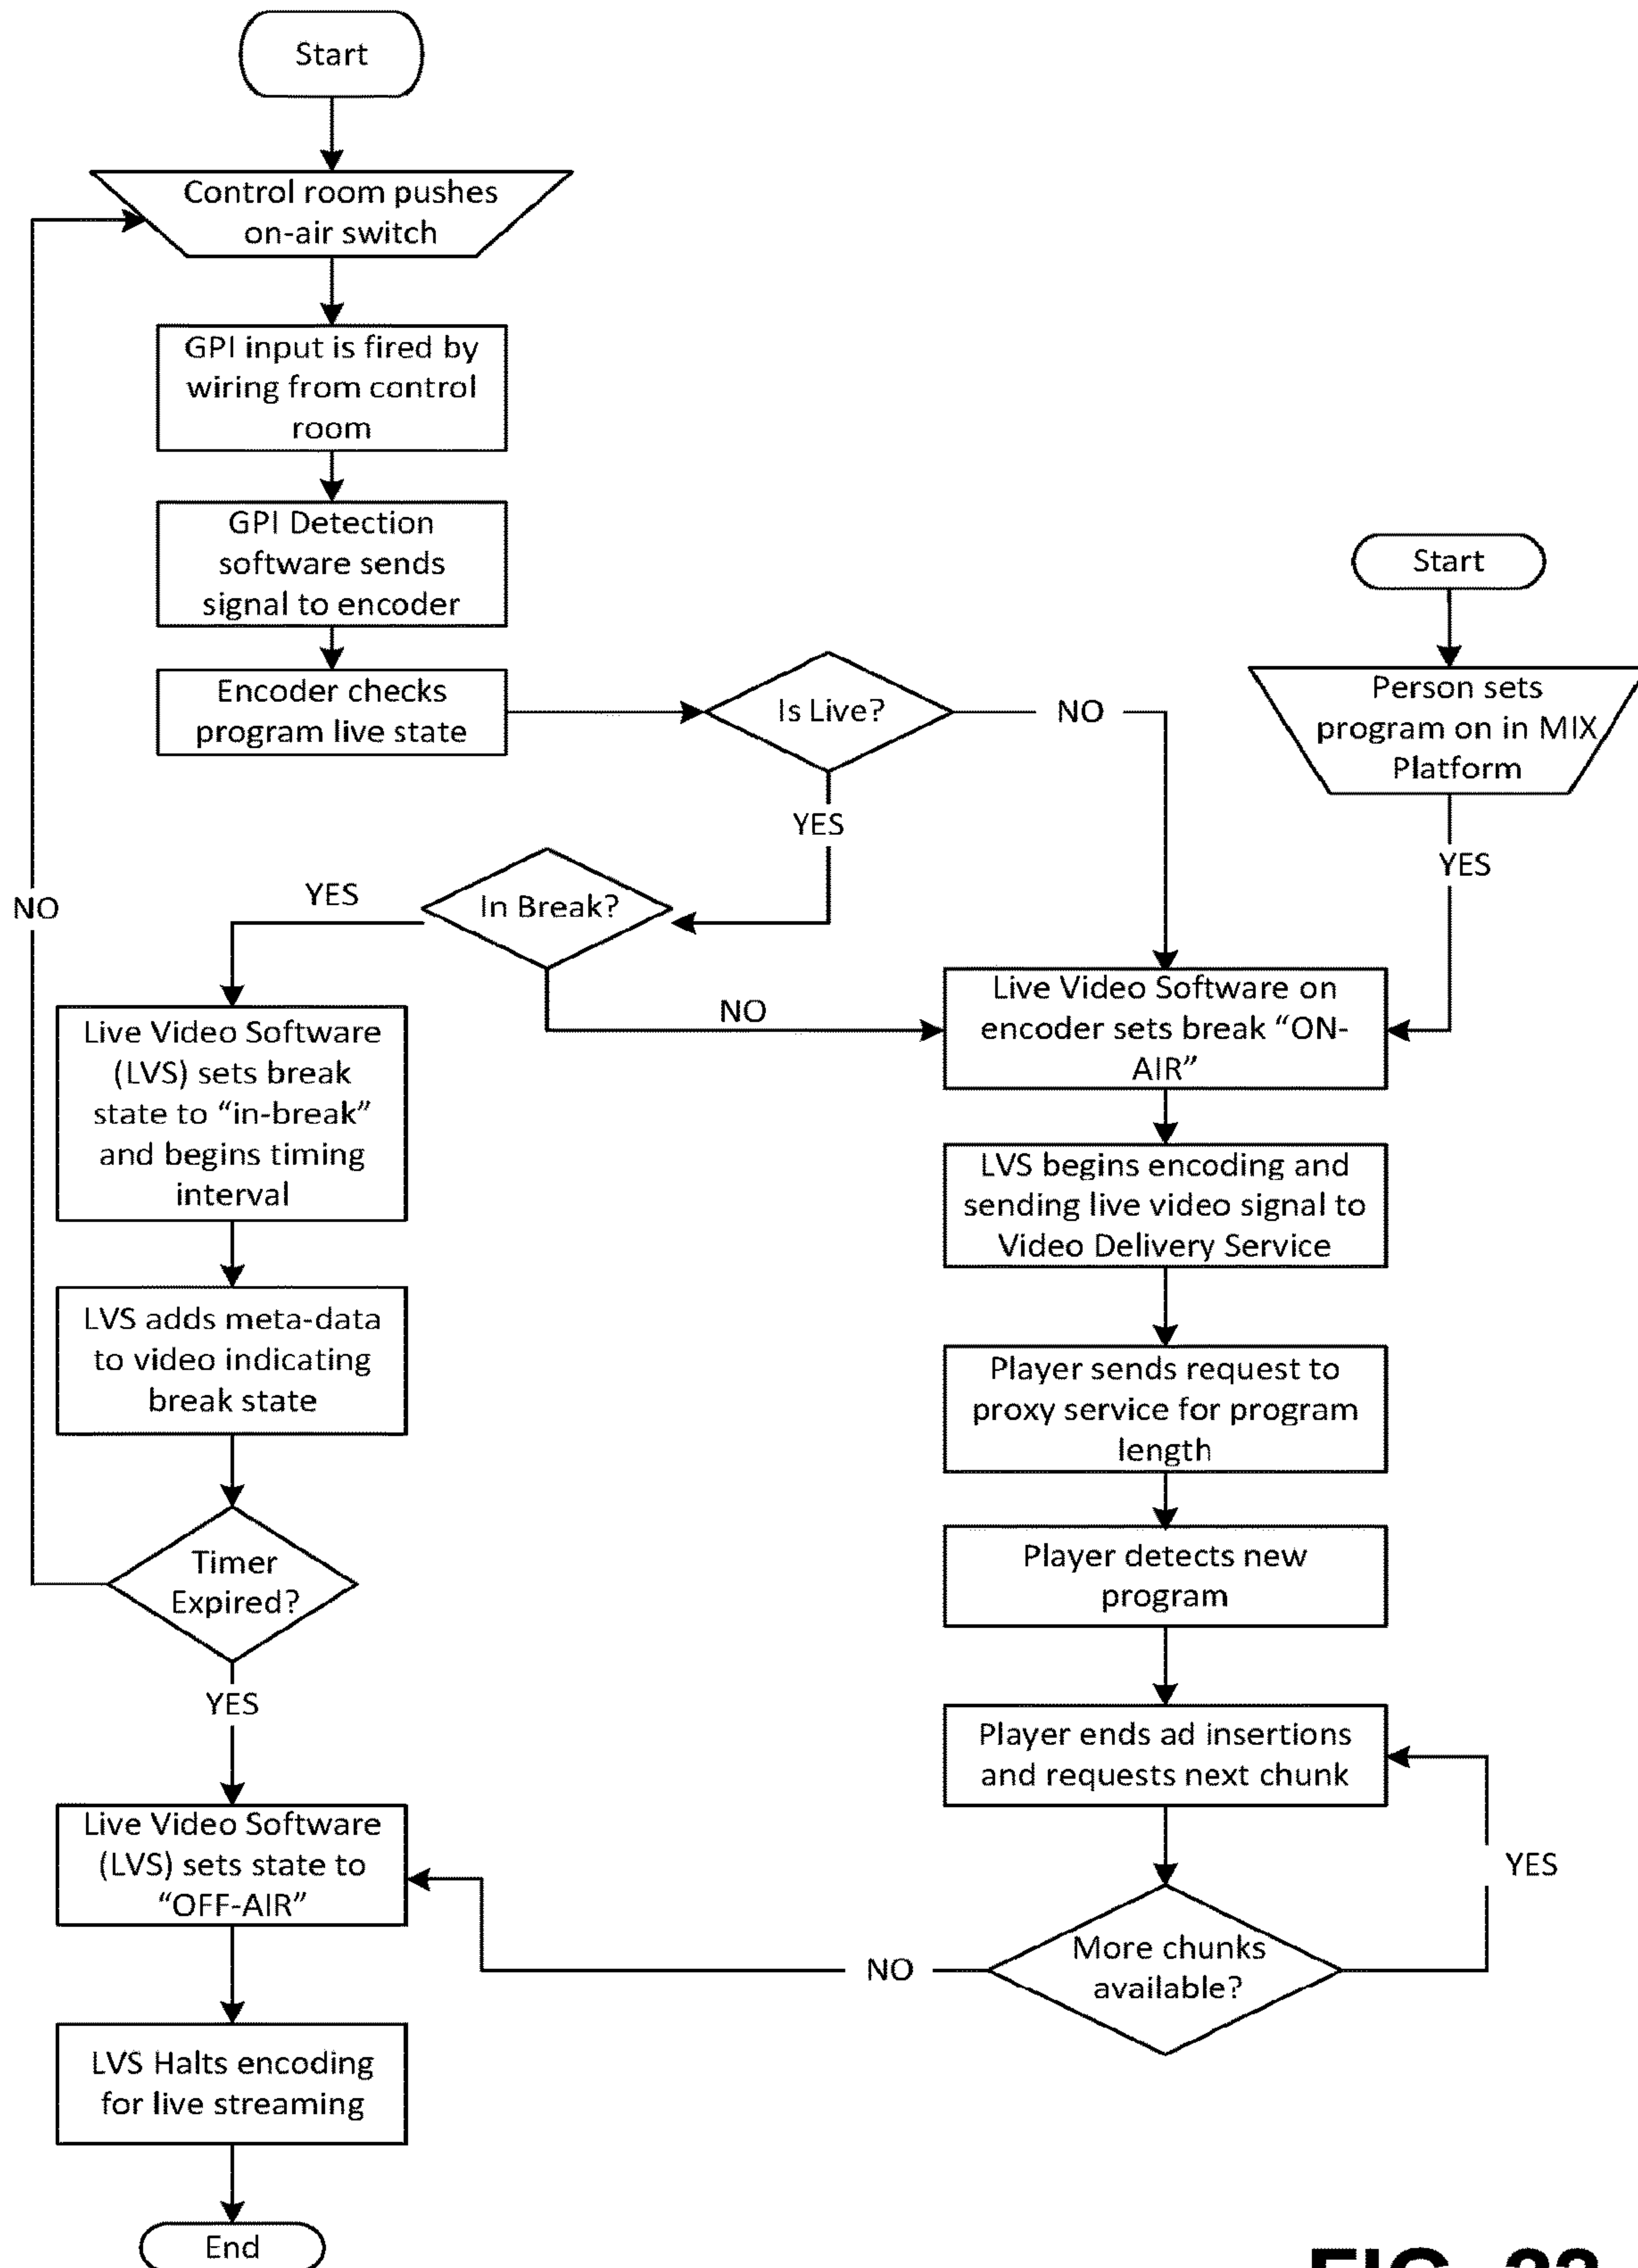 Start
Control room pushes
on-air switch
GPI input is fired by
wiring from control
room
GPI Detection
software sends
signal to encoder
Start
Encoder checks
program live state
Is Live?
NO
Person sets
program on in MIX
Platform
YES
YES
In Break?
YES
NO
NO
Live Video Software on
encoder sets break “ON-
AIR”
Live Video Software
(LVS) sets break
state to “in-break”
and begins timing
interval
LVS begins encoding and
sending live video signal to
Video Delivery Service
LVS adds meta-data
to video indicating
break state
Player sends request to
proxy service for program
length
Timer
Expired?
Player detects new
program
YES
Player ends ad insertions
and requests next chunk
Live Video Software
(LVS) sets state to
“OFF-AIR”
YES
More chunks
available?
NO
LVS Halts encoding
for live streaming
End
FIG.